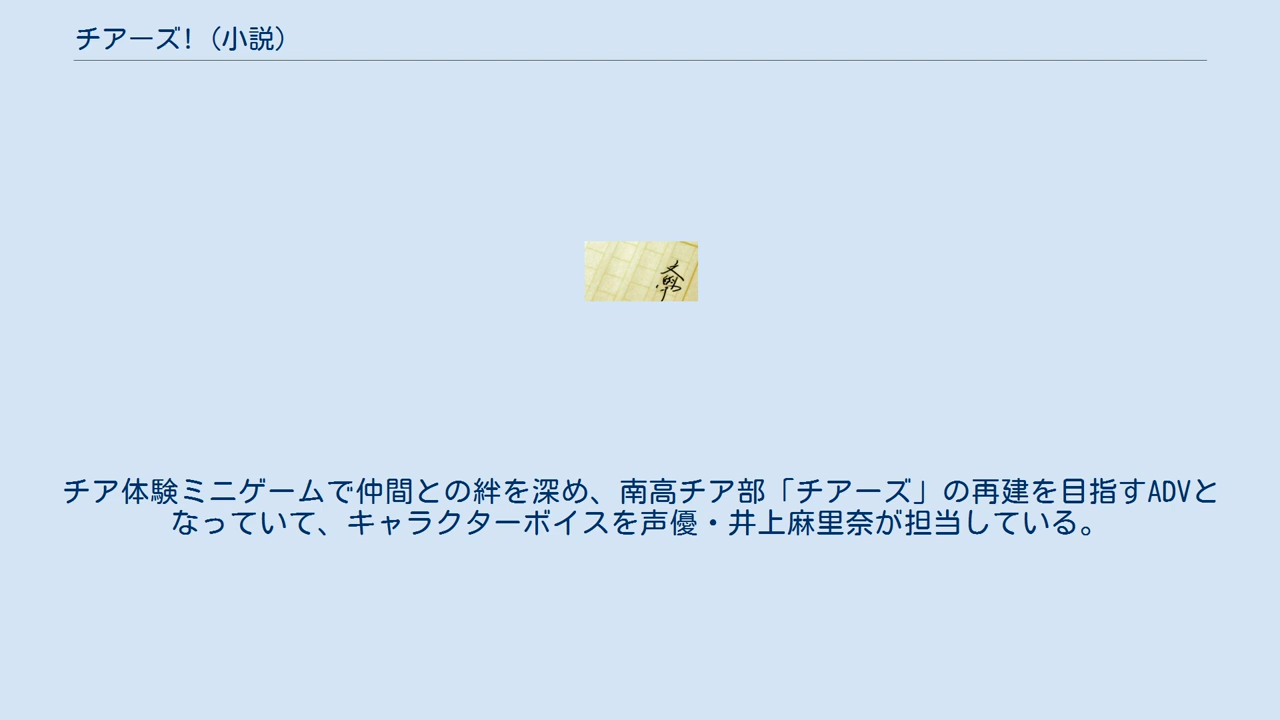 チアーズ!（小説）
チア体験ミニゲームで仲間との絆を深め、南高チア部「チアーズ」の再建を目指すADVと
なっていて、キャラクターボイスを声優・井上麻里奈が担当している。